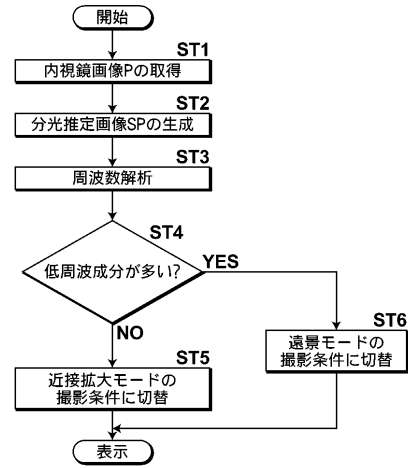 開始
ST1
内視鏡画像Pの取得
ST2
分光推定画像SPの生成
ST3
周波数解析
ST4
低周波成分が多い?
YES
NO
ST6
遠景モードの
撮影条件に切替
ST5
近接拡大モードの
撮影条件に切替
表示